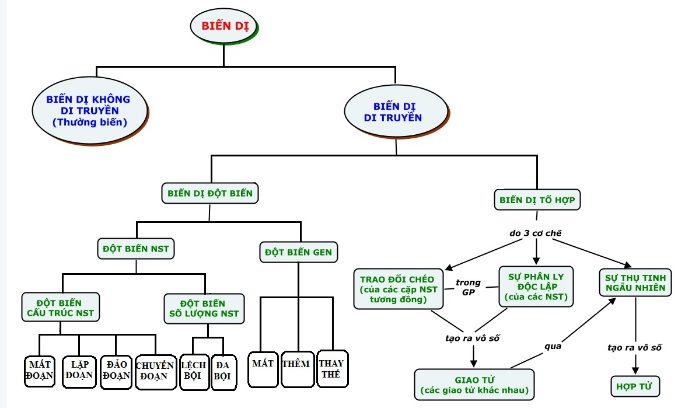 BIẾN DỊ
BIẾN DỊ KHÔNG
DI TRUYỀN
(Thường biến)
BIẾN DỊ
DI TRUYỀN
BIẾN DỊ ĐỘT BIẾN
BIẾN DỊ TỔ HỢP
do 3 cơ chế
ĐỘT BIẾN NST
ĐỘT BIẾN GEN
TRAO ĐỔI CHÉO
(của các cặp NST
tương đồng)
trong
GP
SỰ PHÂN LY
ĐỘC LẬP
(của các NST)
SỰ THỤ TINH
NGẪU NHIÊN
ĐỘT BIẾN
CẤU TRÚC NST
ĐỘT BIẾN
SỐ LƯỢNG NST
tạo ra vô số
qua
tạo ra vô số
MẤT
ĐOẠN
LẶP
ĐOẠN
ĐẢO
ĐOẠN
CHUYỂN
ĐOẠN
LỆCH
BỘI
ĐA
BỘI
MẤT
THÊM
THAY
THẾ
GIAO TỬ
(các giao tử khác nhau)
HỢP TỬ